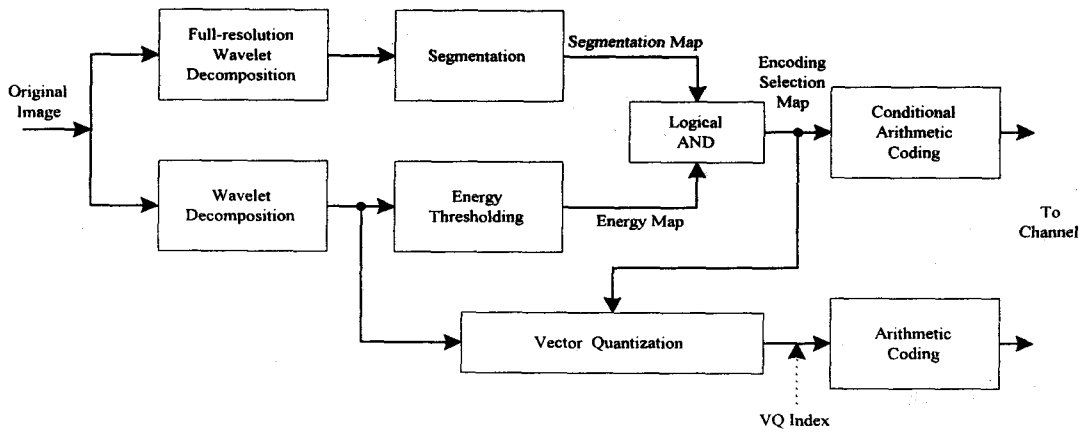 Original
Image
Full-resolution
Wavelet
Decomposition
Segmentation
Segmentation Map
Logical
AND
Encoding
Selection
Map
Conditional
Arithmetic
Coding
Wavelet
Decomposition
Energy
Thresholding
Energy Map
To
Channel
Vector Quantization
Arithmetic
Coding
VQ Index